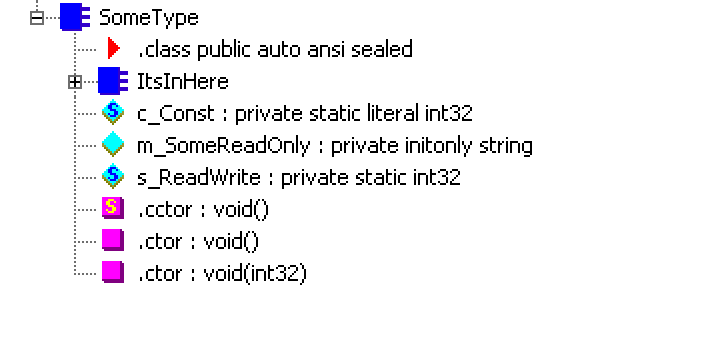 SomeType
.class public auto ansi sealed
ItsInHere
c_Const : private static literal int32
m_SomeReadOnly : private initonly string
s_ReadWrite : private static int32
.cctor : void()
.ctor : void()
.ctor : void(int32)